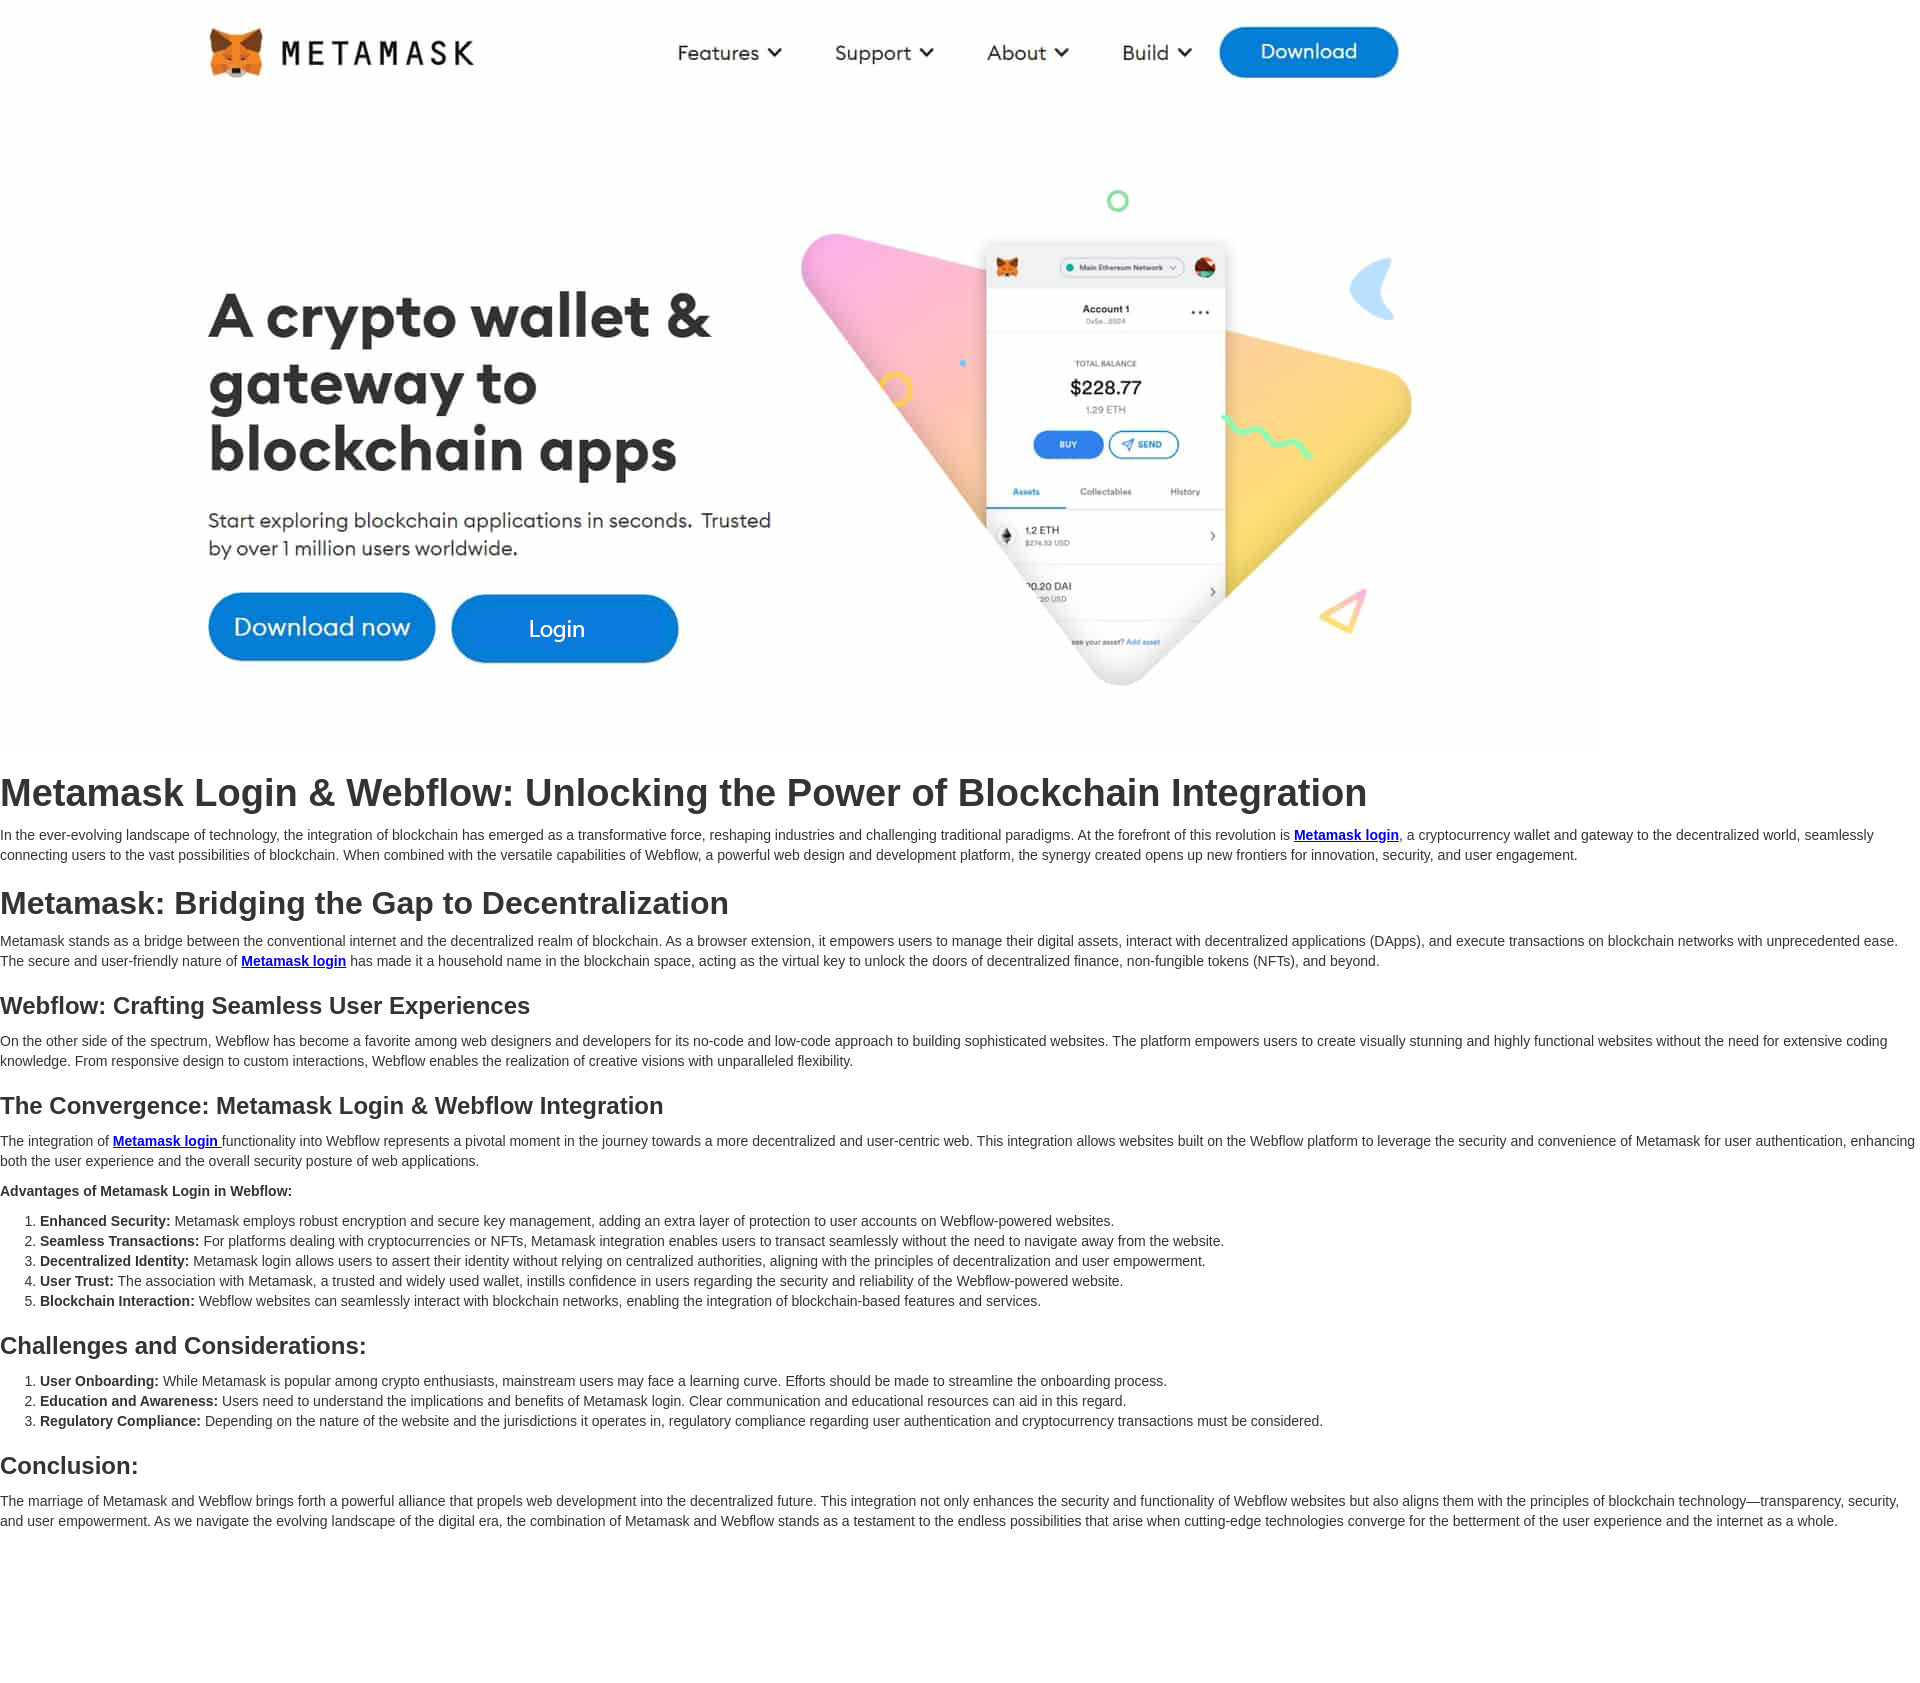 METAMASK
Features
Support
About
Build
Download
A crypto wallet &
gateway to
blockchain apps
Start exploring blockchain applications in seconds. Trusted
by over 1 million users worldwide.
Download now
Login
Main Ethereum Network
Account 1
TOTAL BALANCE
$228.77
1.29 ETH
BUY
SEND
Assets
Collectables
History
1.2 ETH
$274.53 USD
0.20 DAI
.20 USD
see your asset? Add asset
Metamask Login & Webflow: Unlocking the Power of Blockchain Integration
In the ever-evolving landscape of technology, the integration of blockchain has emerged as a transformative force, reshaping industries and challenging traditional paradigms. At the forefront of this revolution is Metamask login, a cryptocurrency wallet and gateway to the decentralized world, seamlessly
connecting users to the vast possibilities of blockchain. When combined with the versatile capabilities of Webflow, a powerful web design and development platform, the synergy created opens up new frontiers for innovation, security, and user engagement.
Metamask: Bridging the Gap to Decentralization
Metamask stands as a bridge between the conventional internet and the decentralized realm of blockchain. As a browser extension, it empowers users to manage their digital assets, interact with decentralized applications (DApps), and execute transactions on blockchain networks with unprecedented ease.
The secure and user-friendly nature of Metamask login has made it a household name in the blockchain space, acting as the virtual key to unlock the doors of decentralized finance, non-fungible tokens (NFTs), and beyond.
Webflow: Crafting Seamless User Experiences
On the other side of the spectrum, Webflow has become a favorite among web designers and developers for its no-code and low-code approach to building sophisticated websites. The platform empowers users to create visually stunning and highly functional websites without the need for extensive coding
knowledge. From responsive design to custom interactions, Webflow enables the realization of creative visions with unparalleled flexibility.
The Convergence: Metamask Login & Webflow Integration
The integration of Metamask login functionality into Webflow represents a pivotal moment in the journey towards a more decentralized and user-centric web. This integration allows websites built on the Webflow platform to leverage the security and convenience of Metamask for user authentication, enhancing
both the user experience and the overall security posture of web applications.
Advantages of Metamask Login in Webflow:
1. Enhanced Security: Metamask employs robust encryption and secure key management, adding an extra layer of protection to user accounts on Webflow-powered websites.
2. Seamless Transactions: For platforms dealing with cryptocurrencies or NFTs, Metamask integration enables users to transact seamlessly without the need to navigate away from the website.
3. Decentralized Identity: Metamask login allows users to assert their identity without relying on centralized authorities, aligning with the principles of decentralization and user empowerment.
4. User Trust: The association with Metamask, a trusted and widely used wallet, instills confidence in users regarding the security and reliability of the Webflow-powered website.
5. Blockchain Interaction: Webflow websites can seamlessly interact with blockchain networks, enabling the integration of blockchain-based features and services.
Challenges and Considerations:
1. User Onboarding: While Metamask is popular among crypto enthusiasts, mainstream users may face a learning curve. Efforts should be made to streamline the onboarding process.
2. Education and Awareness: Users need to understand the implications and benefits of Metamask login. Clear communication and educational resources can aid in this regard.
3. Regulatory Compliance: Depending on the nature of the website and the jurisdictions it operates in, regulatory compliance regarding user authentication and cryptocurrency transactions must be considered.
Conclusion:
The marriage of Metamask and Webflow brings forth a powerful alliance that propels web development into the decentralized future. This integration not only enhances the security and functionality of Webflow websites but also aligns them with the principles of blockchain technology—transparency, security,
and user empowerment. As we navigate the evolving landscape of the digital era, the combination of Metamask and Webflow stands as a testament to the endless possibilities that arise when cutting-edge technologies converge for the betterment of the user experience and the internet as a whole.